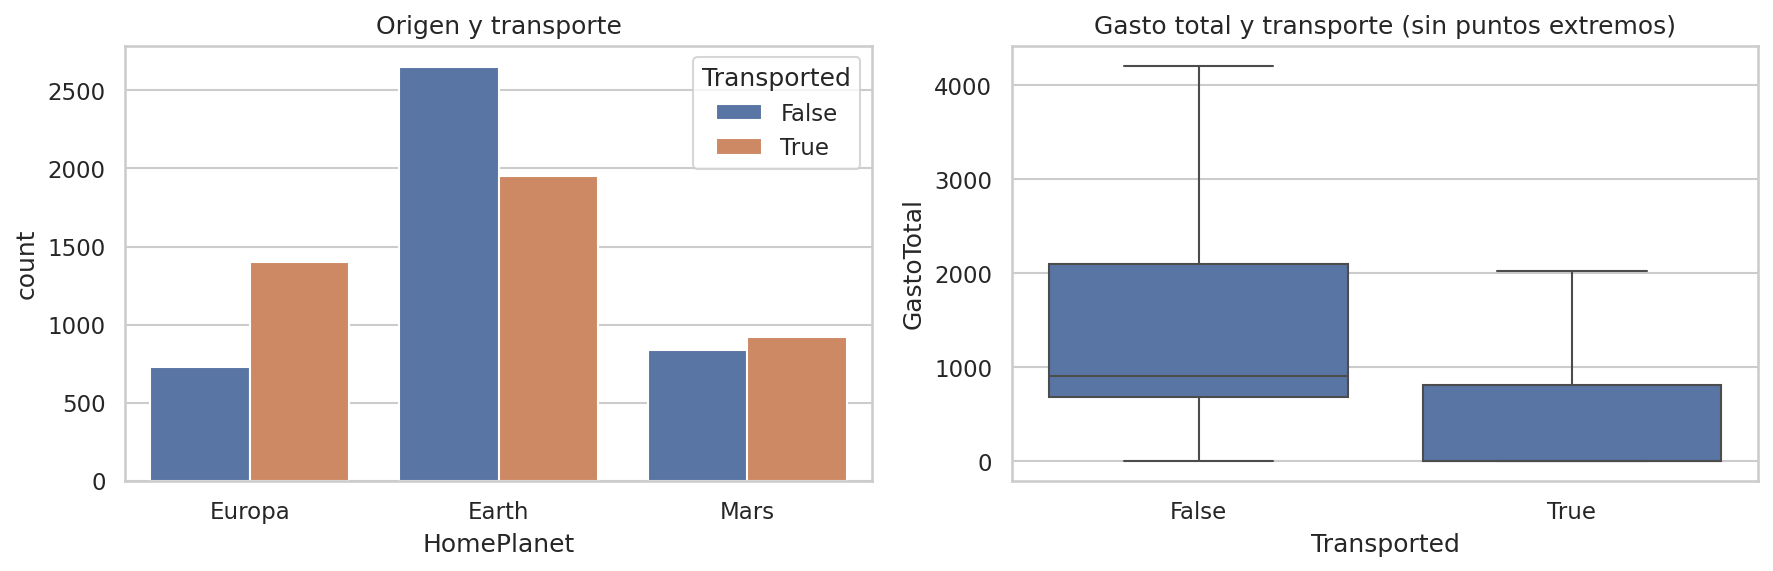 Origen y transporte
count
2500
2000
1500
1000
500
0
Transported
False
True
Europa
Earth
Mars
HomePlanet
Gasto total y transporte (sin puntos extremos)
GastoTotal
4000
3000
2000
1000
0
False
True
Transported